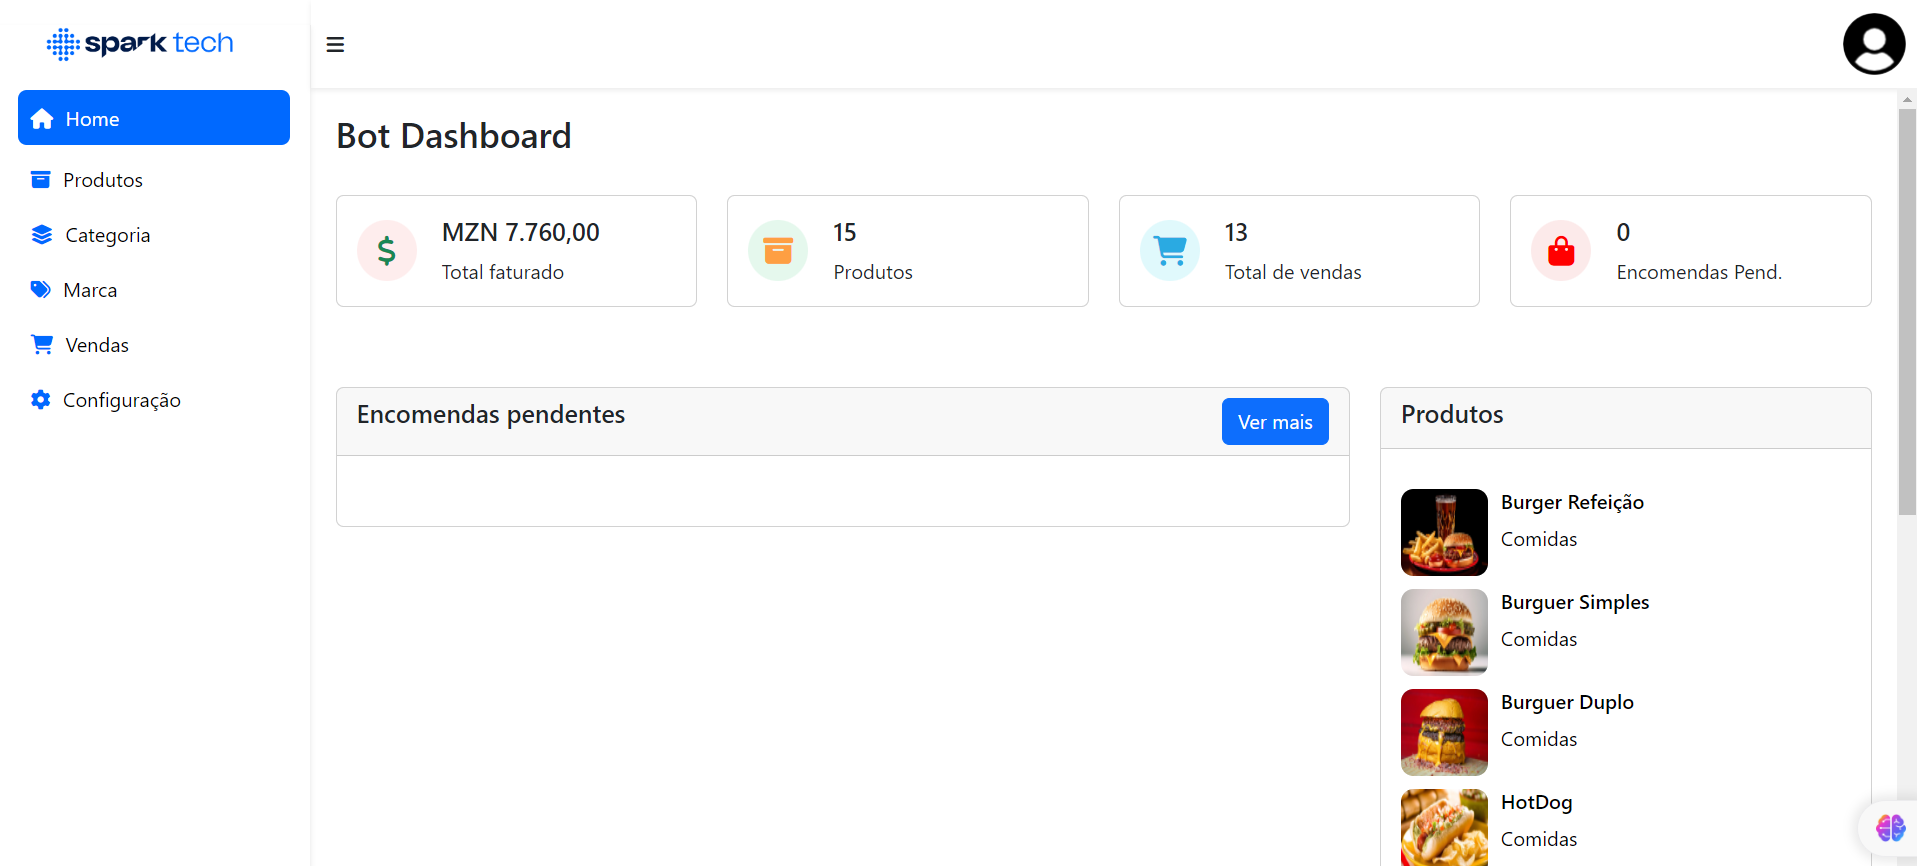 spark tech
Home
Produtos
Categoria
Marca
Vendas
Configuração
Bot Dashboard
MZN 7.760,00
Total faturado
15
Produtos
13
Total de vendas
0
Encomendas Pend.
Encomendas pendentes
Ver mais
Produtos
Burger Refeição
Comidas
Burguer Simples
Comidas
Burguer Duplo
Comidas
HotDog
Comidas